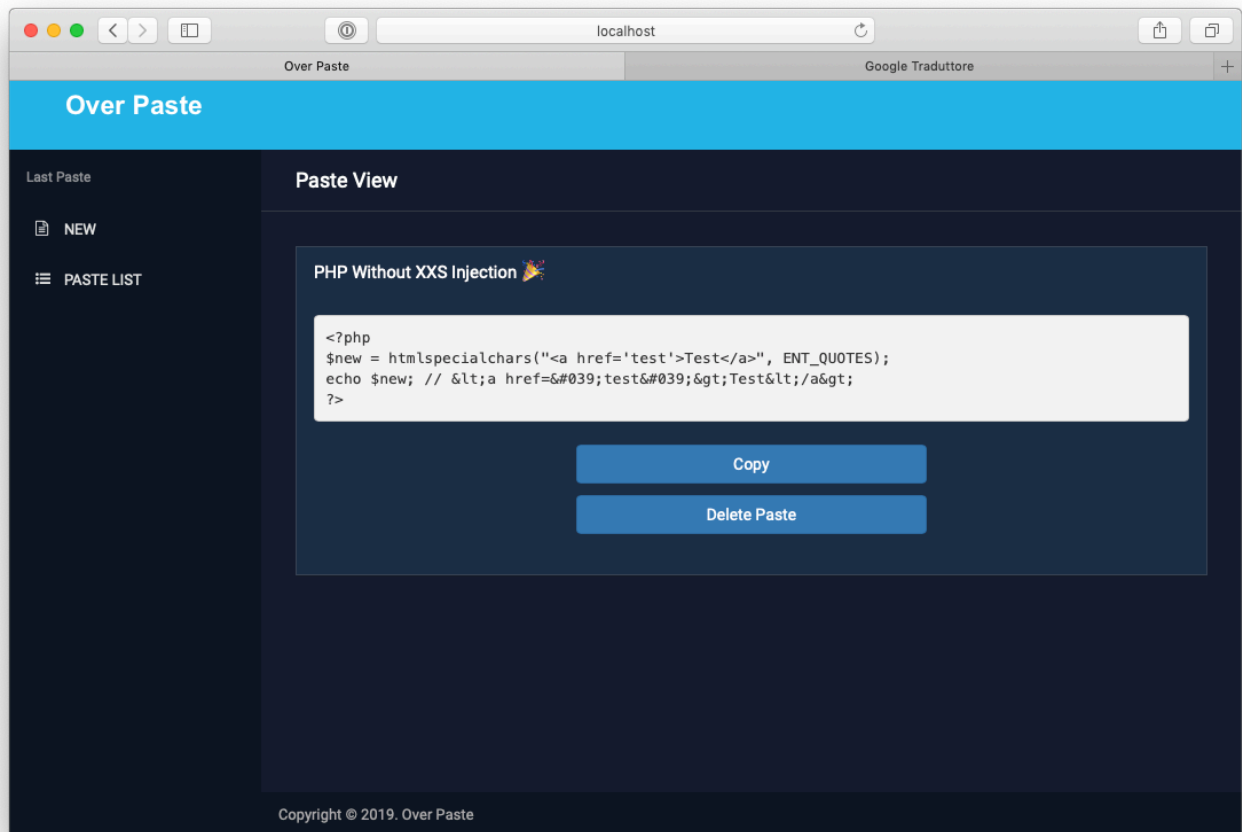 localhost
Over Paste
Google Traduttore
Over Paste
Last Paste
NEW
PASTE LIST
Paste View
PHP Without XXS Injection 🎉
<?php
$new = htmlspecialchars("<a href='test'>Test</a>", ENT_QUOTES);
echo $new; // &lt;a href=&#039;test&#039;&gt;Test&lt;/a&gt;
?>
Copy
Delete Paste
Copyright © 2019. Over Paste